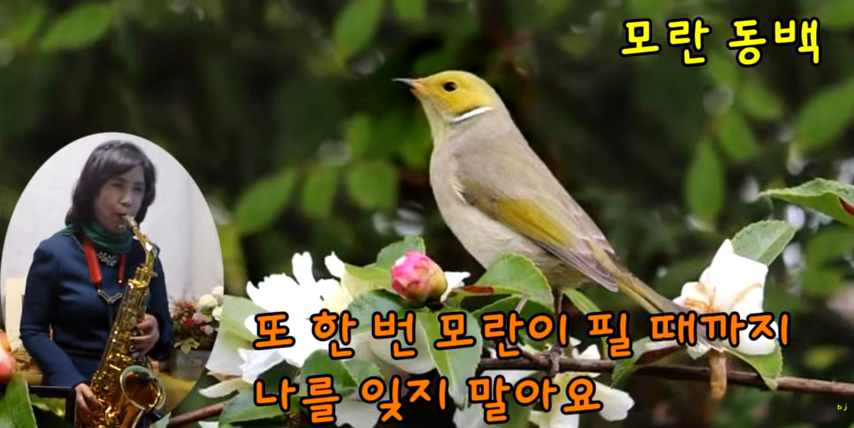 모란 동백
또 한 번 모란이 필 때까지
나를 잊지 말아요
bj